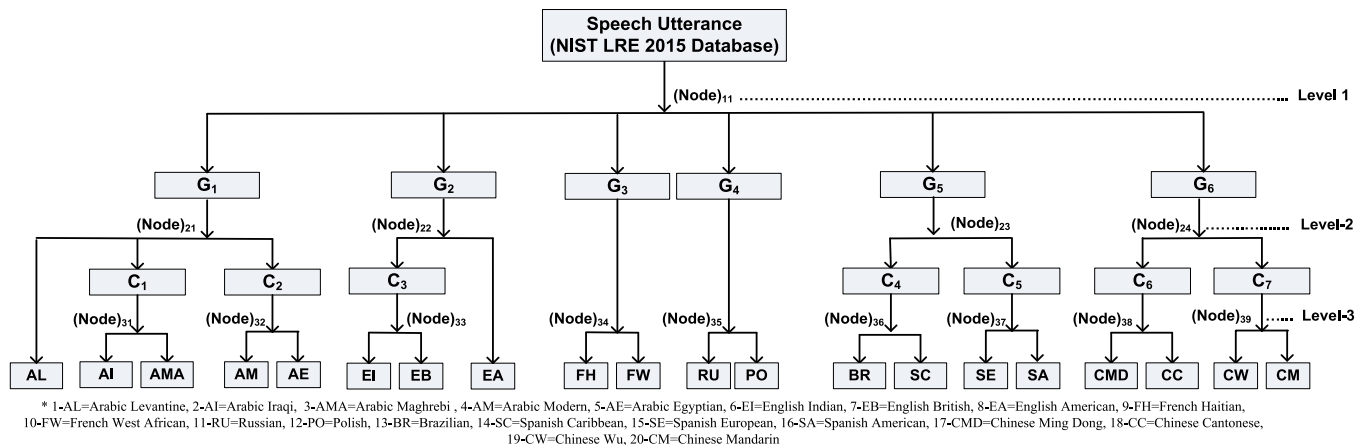 Speech Utterance
(NIST LRE 2015 Database)
(Node)₁₁
Level 1
G₁ G₂ G₃ G₄ G₅ G₆
(Node)₂₁ (Node)₂₂ (Node)₂₃ (Node)₂₄ Level-2
C₁ C₂ C₃ C₄ C₅ C₆ C₇
(Node)₃₁ (Node)₃₂ (Node)₃₃ (Node)₃₄ (Node)₃₅ (Node)₃₆ (Node)₃₇ (Node)₃₈ (Node)₃₉ Level-3
AL AI AMA AM AE EI EB EA FH FW RU PO BR SC SE SA CMD CC CW CM
* 1-AL=Arabic Levantine, 2-AI=Arabic Iraqi, 3-AMA=Arabic Maghrebi , 4-AM=Arabic Modern, 5-AE=Arabic Egyptian, 6-EI=English Indian, 7-EB=English British, 8-EA=English American, 9-FH=French Haitian,
10-FW=French West African, 11-RU=Russian, 12-PO=Polish, 13-BR=Brazilian, 14-SC=Spanish Caribbean, 15-SE=Spanish European, 16-SA=Spanish American, 17-CMD=Chinese Ming Dong, 18-CC=Chinese Cantonese,
19-CW=Chinese Wu, 20-CM=Chinese Mandarin